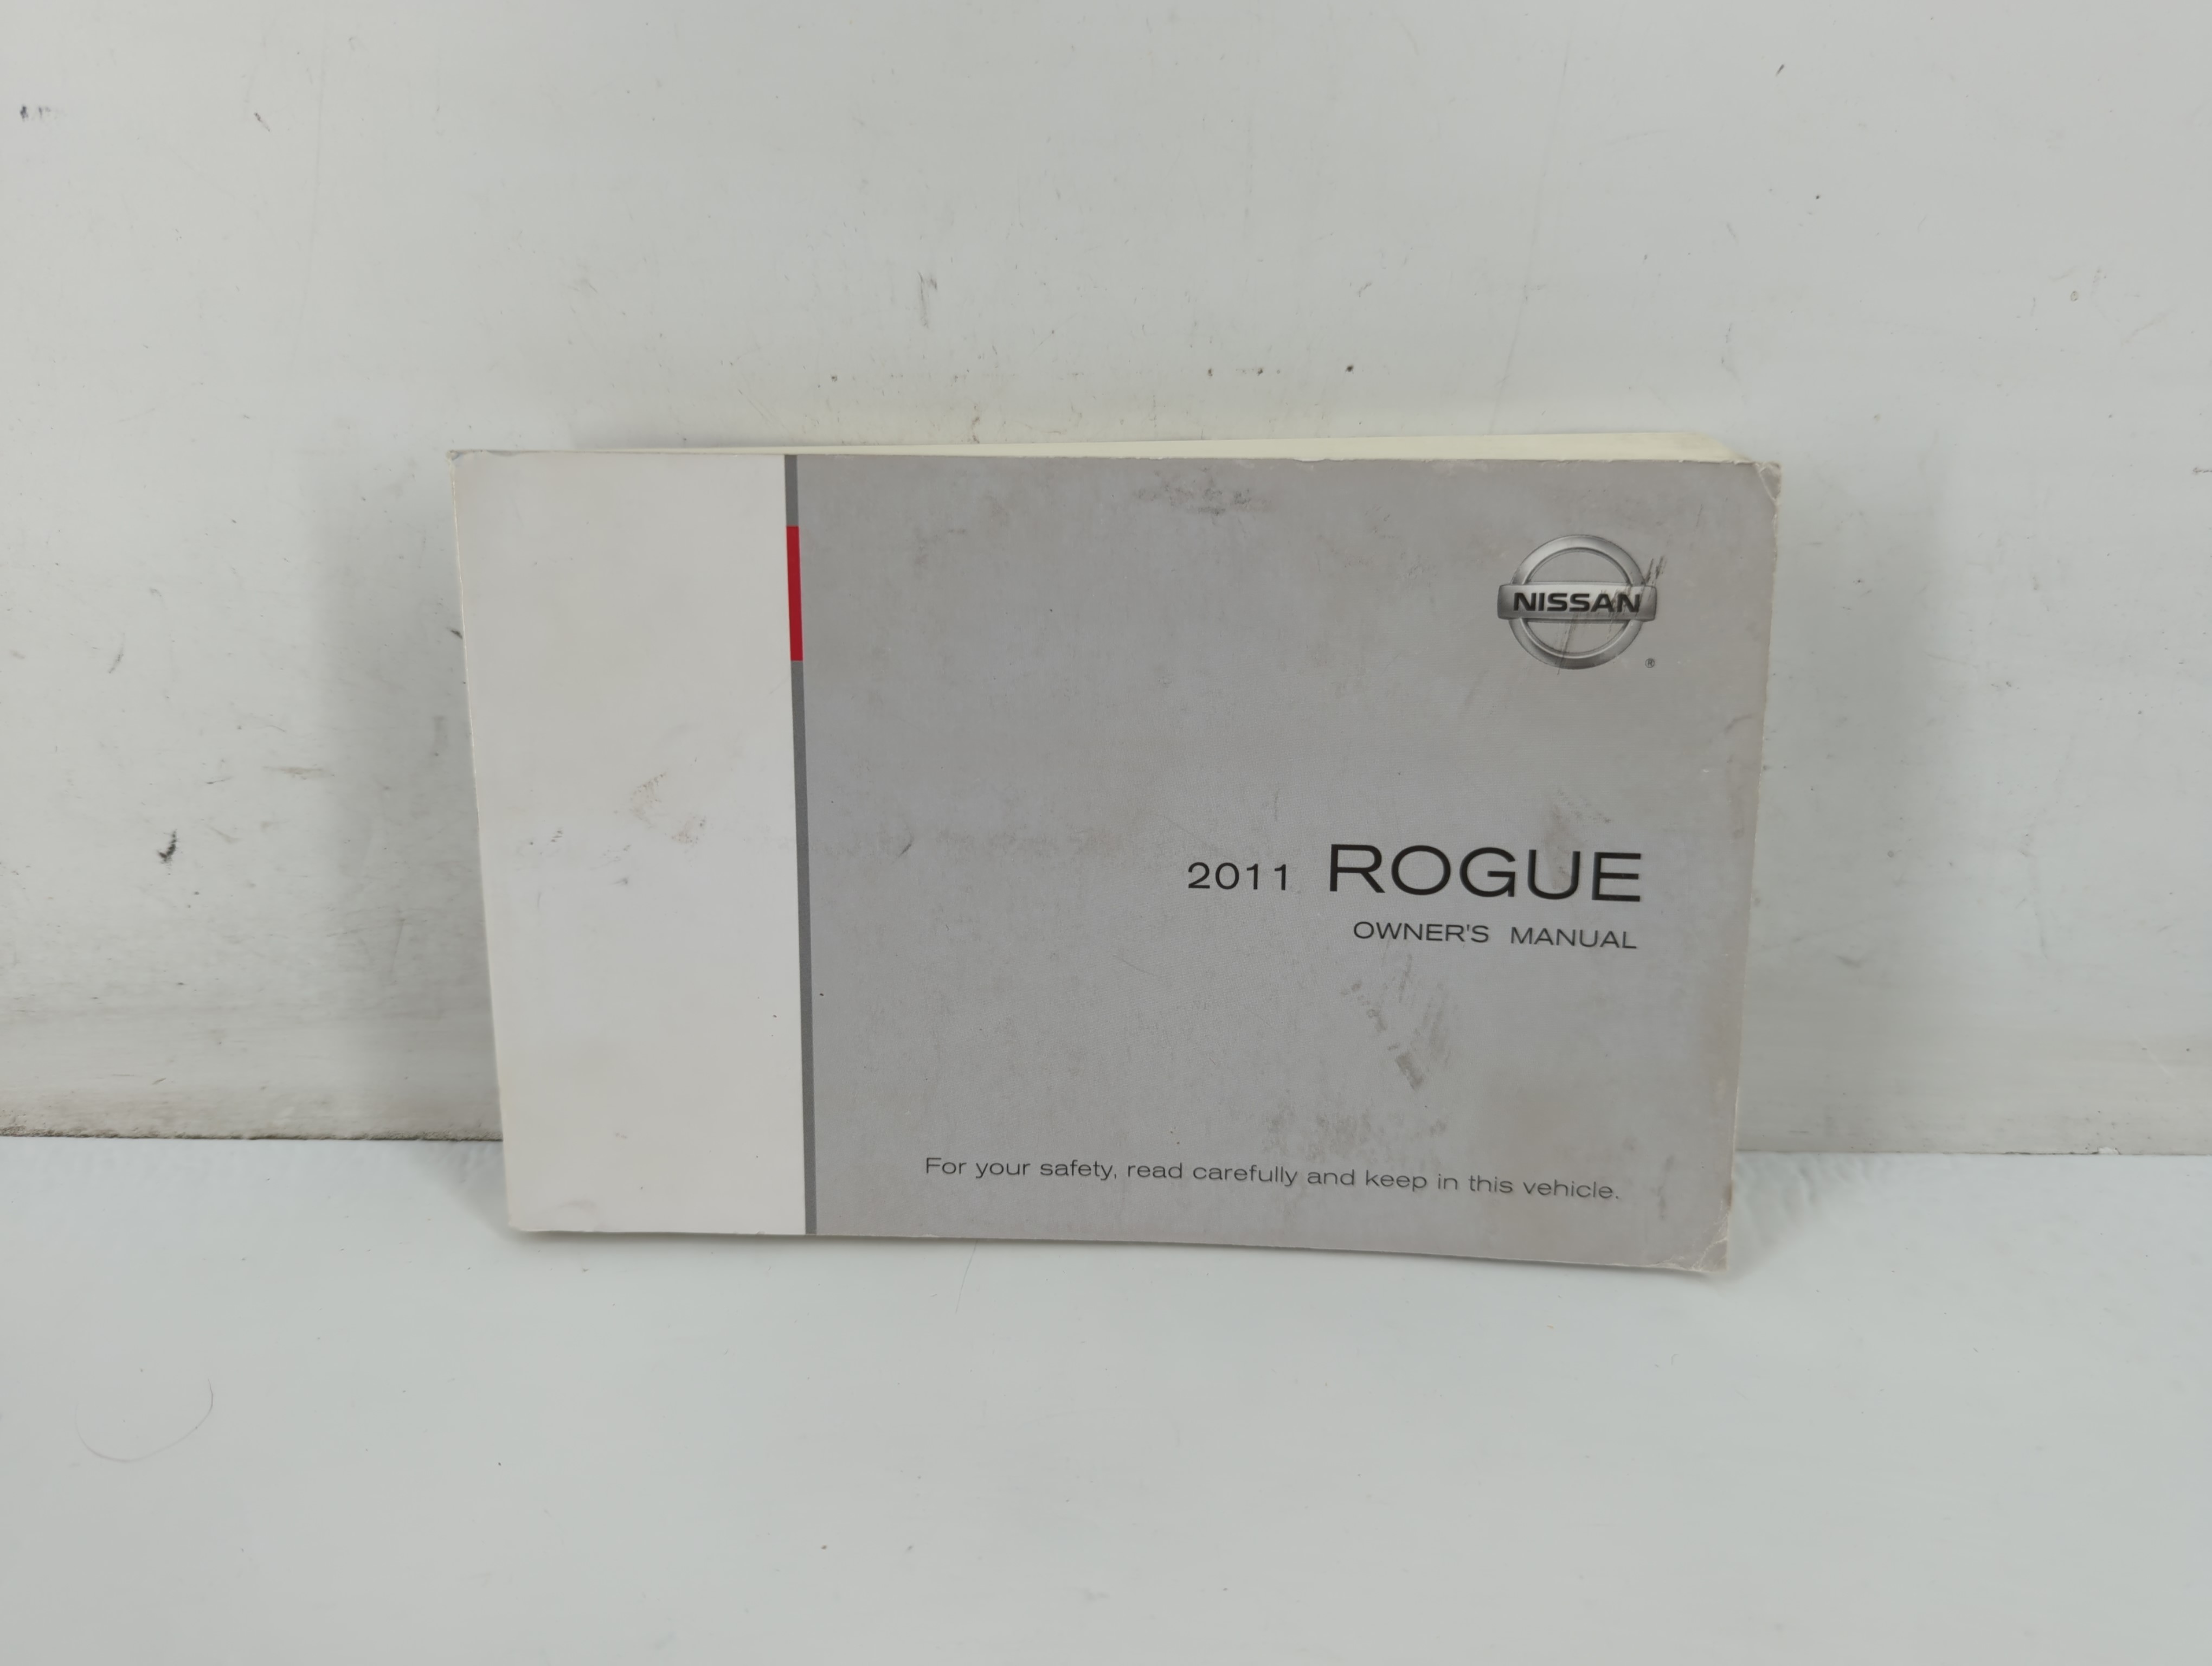 NISSAN
®
2011 ROGUE
OWNER'S MANUAL
For your safety, read carefully and keep in this vehicle.